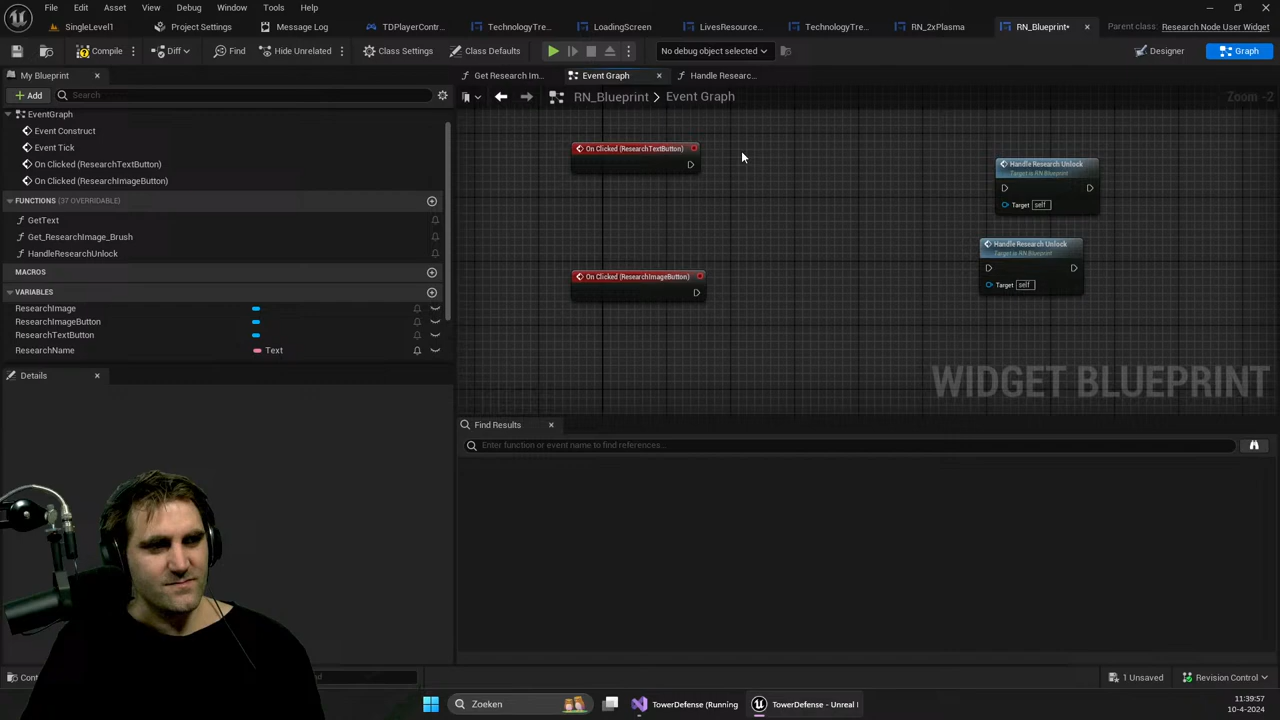 File Edit Asset View Debug Window Tools Help
SingleLevel1 Project Settings Message Log TDPlayerContr... TechnologyTre... LoadingScreen LivesResource... TechnologyTre... RN_2xPlasma RN_Blueprint• Parent class: Research Node User Widget
Compile Diff Find Hide Unrelated Class Settings Class Defaults No debug object selected Designer Graph
My Blueprint Get Research Im... Event Graph Handle Researc...
Add Search RN_Blueprint > Event Graph Zoom -2
EventGraph
Event Construct
Event Tick
On Clicked (ResearchTextButton)
On Clicked (ResearchImageButton)
FUNCTIONS (37 OVERRIDABLE)
GetText
Get_ResearchImage_Brush
HandleResearchUnlock
MACROS
VARIABLES
ResearchImage
ResearchImageButton
ResearchTextButton
ResearchName Text
Details
On Clicked (ResearchTextButton)
Handle Research Unlock
Target is RN Blueprint
Target self
Handle Research Unlock
Target is RN Blueprint
Target self
On Clicked (ResearchImageButton)
WIDGET BLUEPRINT
Find Results
Enter function or event name to find references...
1 Unsaved Revision Control
Zoeken TowerDefense (Running TowerDefense - Unreal
11:39:57
10-4-2024